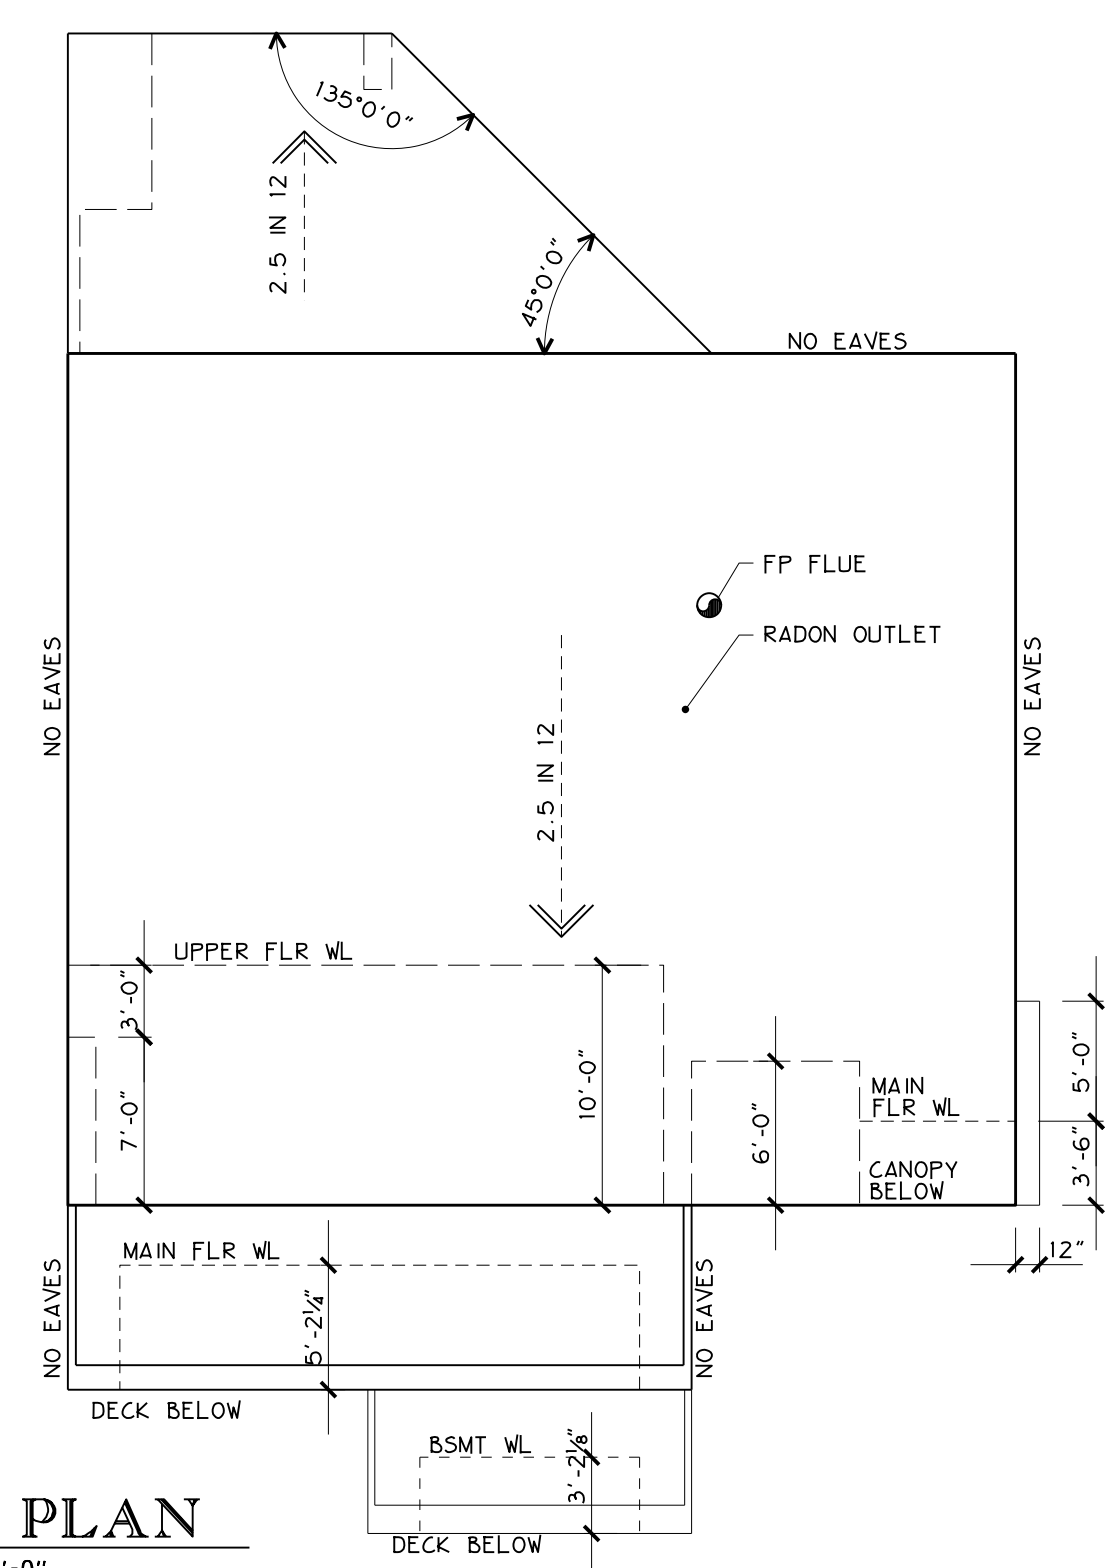 135°0'0"
2.5 IN 12
45°0'0"
NO EAVES
FP FLUE
RADON OUTLET
NO EAVES
NO EAVES
2.5 IN 12
UPPER FLR WL
3'-0"
10'-0"
7'-0"
6'-0"
MAIN
FLR WL
5'-0"
3'-6"
CANOPY
BELOW
12"
MAIN FLR WL
NO EAVES
5'-2¼"
NO EAVES
DECK BELOW
BSMT WL
3'-2⅛"
PLAN
DECK BELOW
'-0"